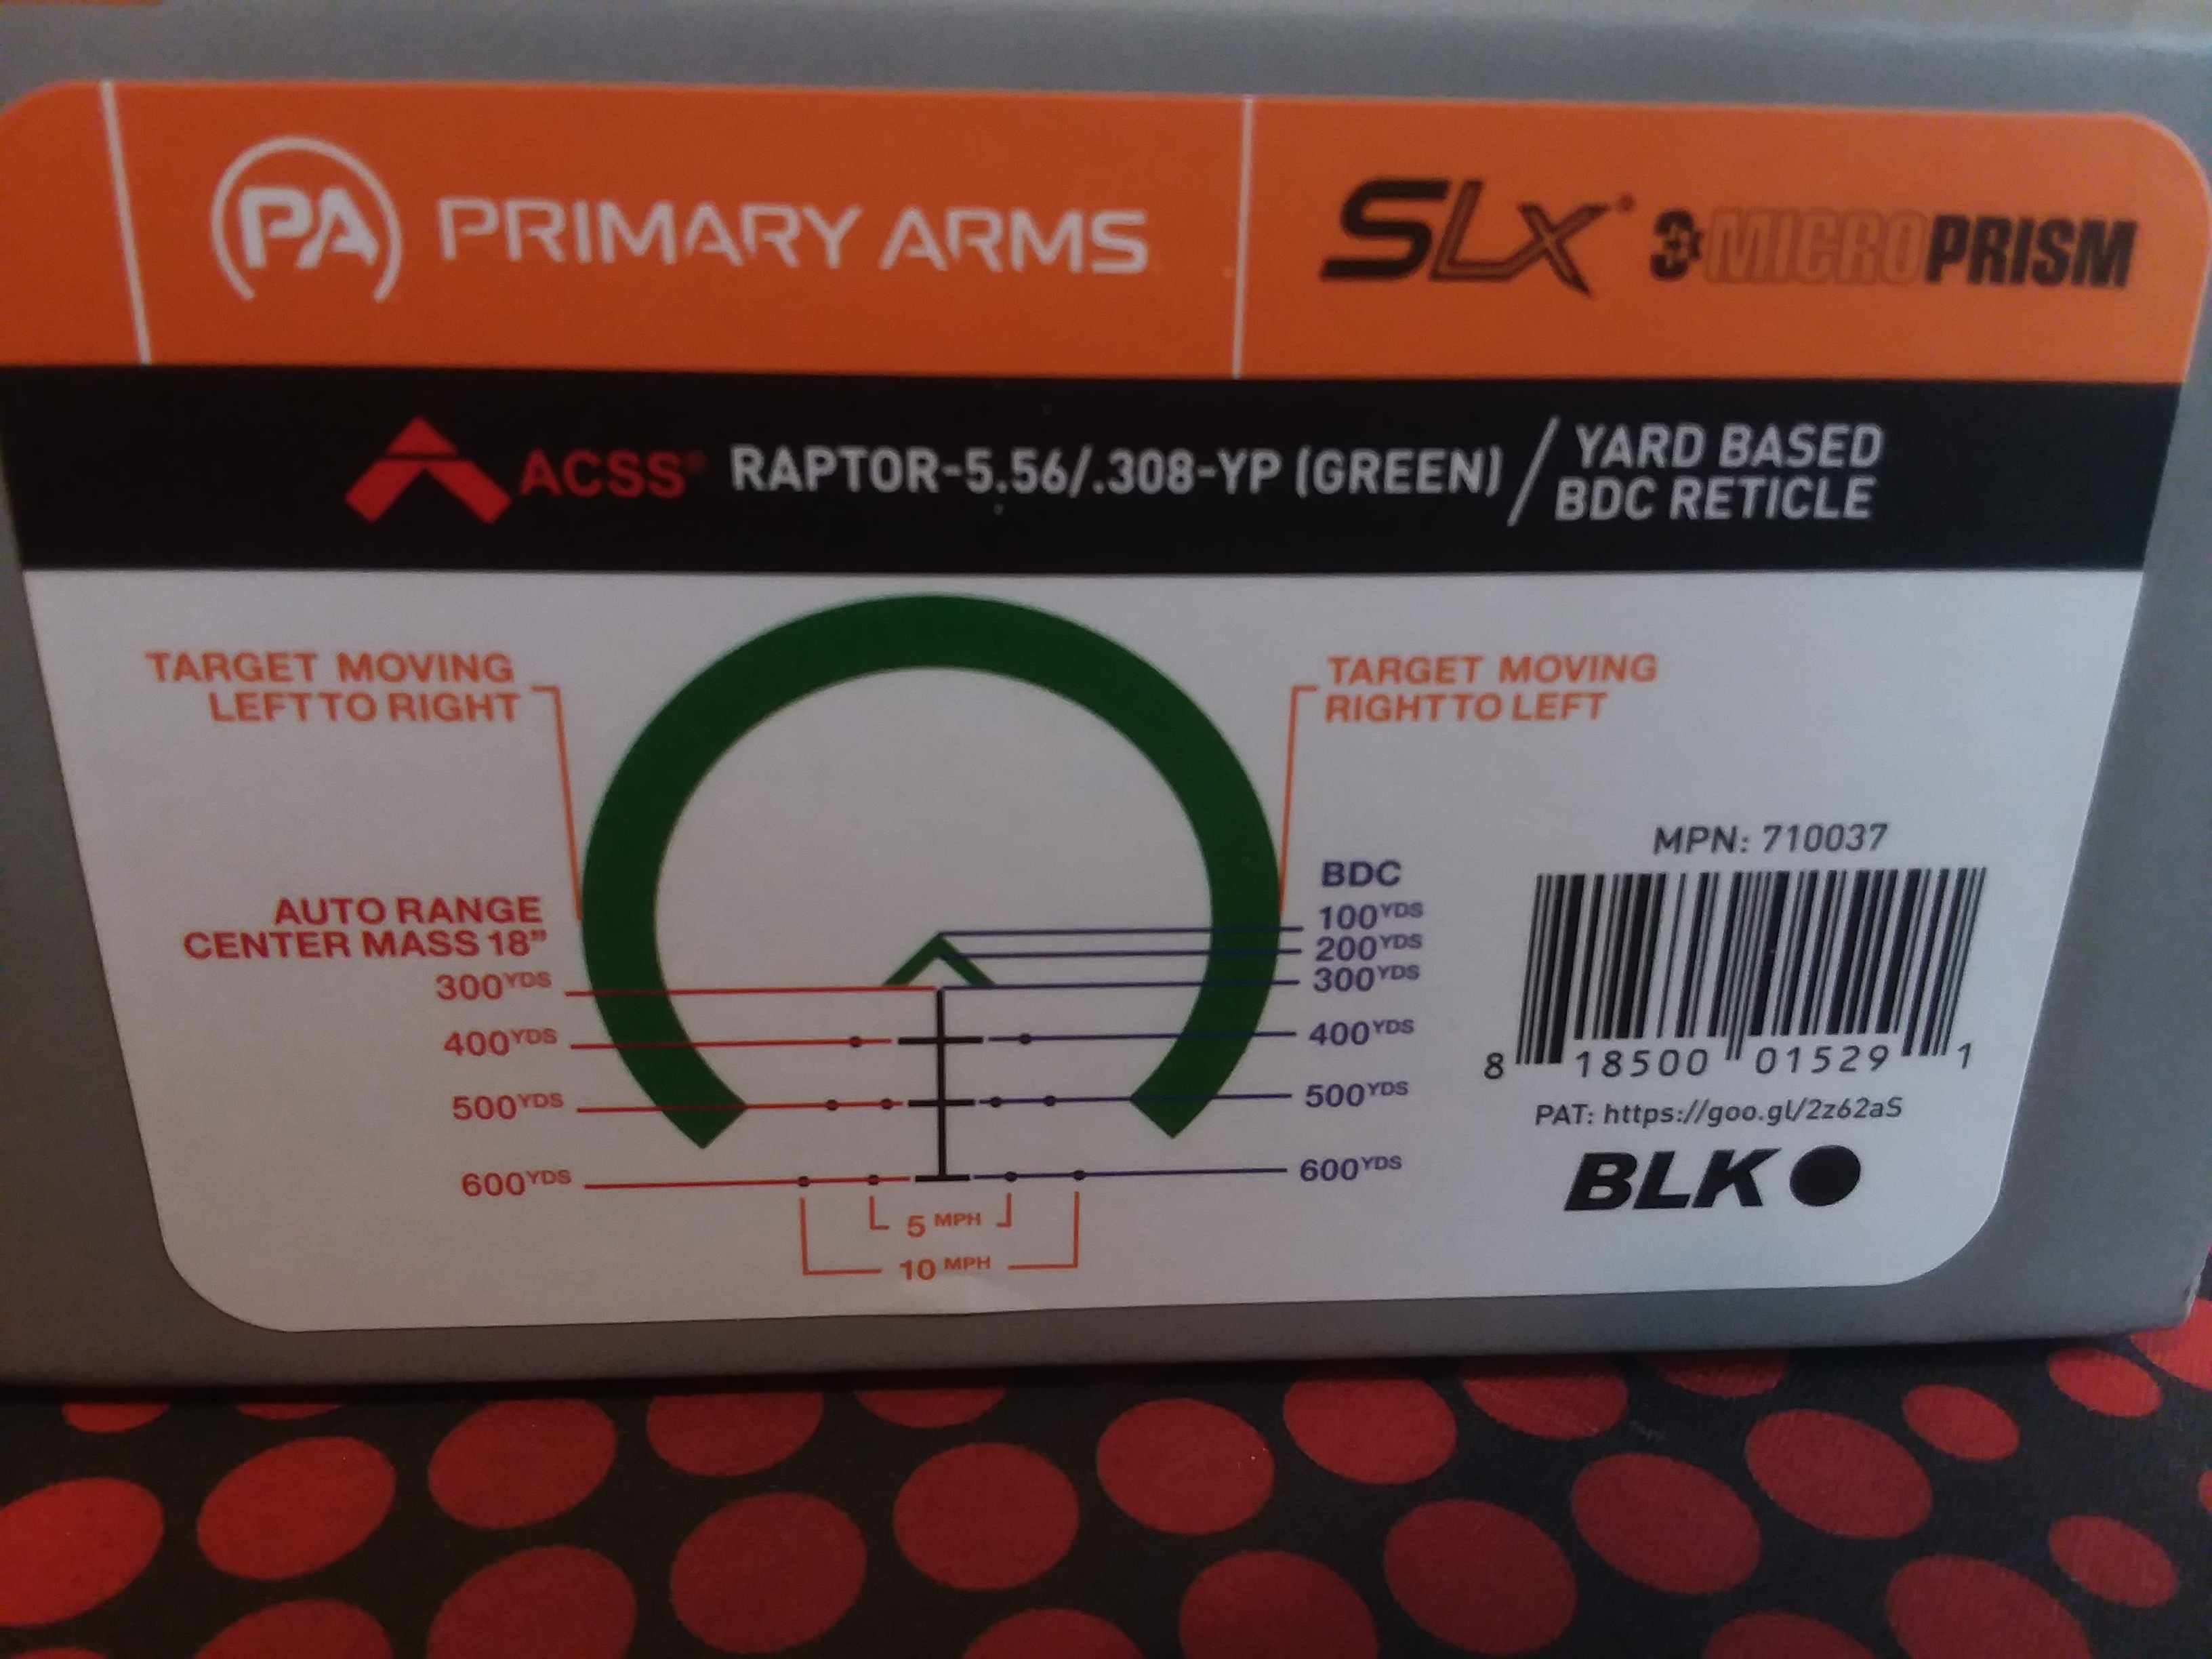 PA PRIMARY ARMS
SLX® 3X MICROPRISM
ACSS® RAPTOR-5.56/.308-YP (GREEN) / YARD BASED
BDC RETICLE
TARGET MOVING
LEFT TO RIGHT
TARGET MOVING
RIGHT TO LEFT
AUTO RANGE
CENTER MASS 18”
300YDS
400YDS
500YDS
600YDS
BDC
100YDS
200YDS
300YDS
400YDS
500YDS
600YDS
5 MPH
10 MPH
MPN: 710037
8 18500 01529 1
PAT: https://goo.gl/2z62aS
BLK